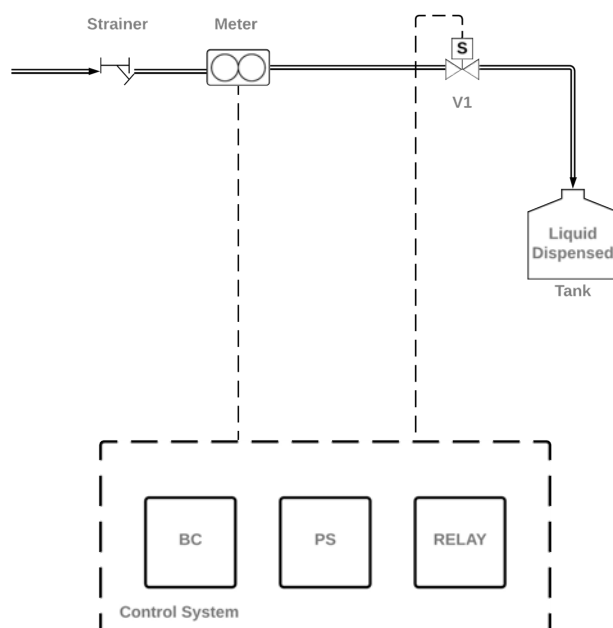 Strainer
Meter
S
V1
Liquid
Dispensed
Tank
BC
PS
RELAY
Control System